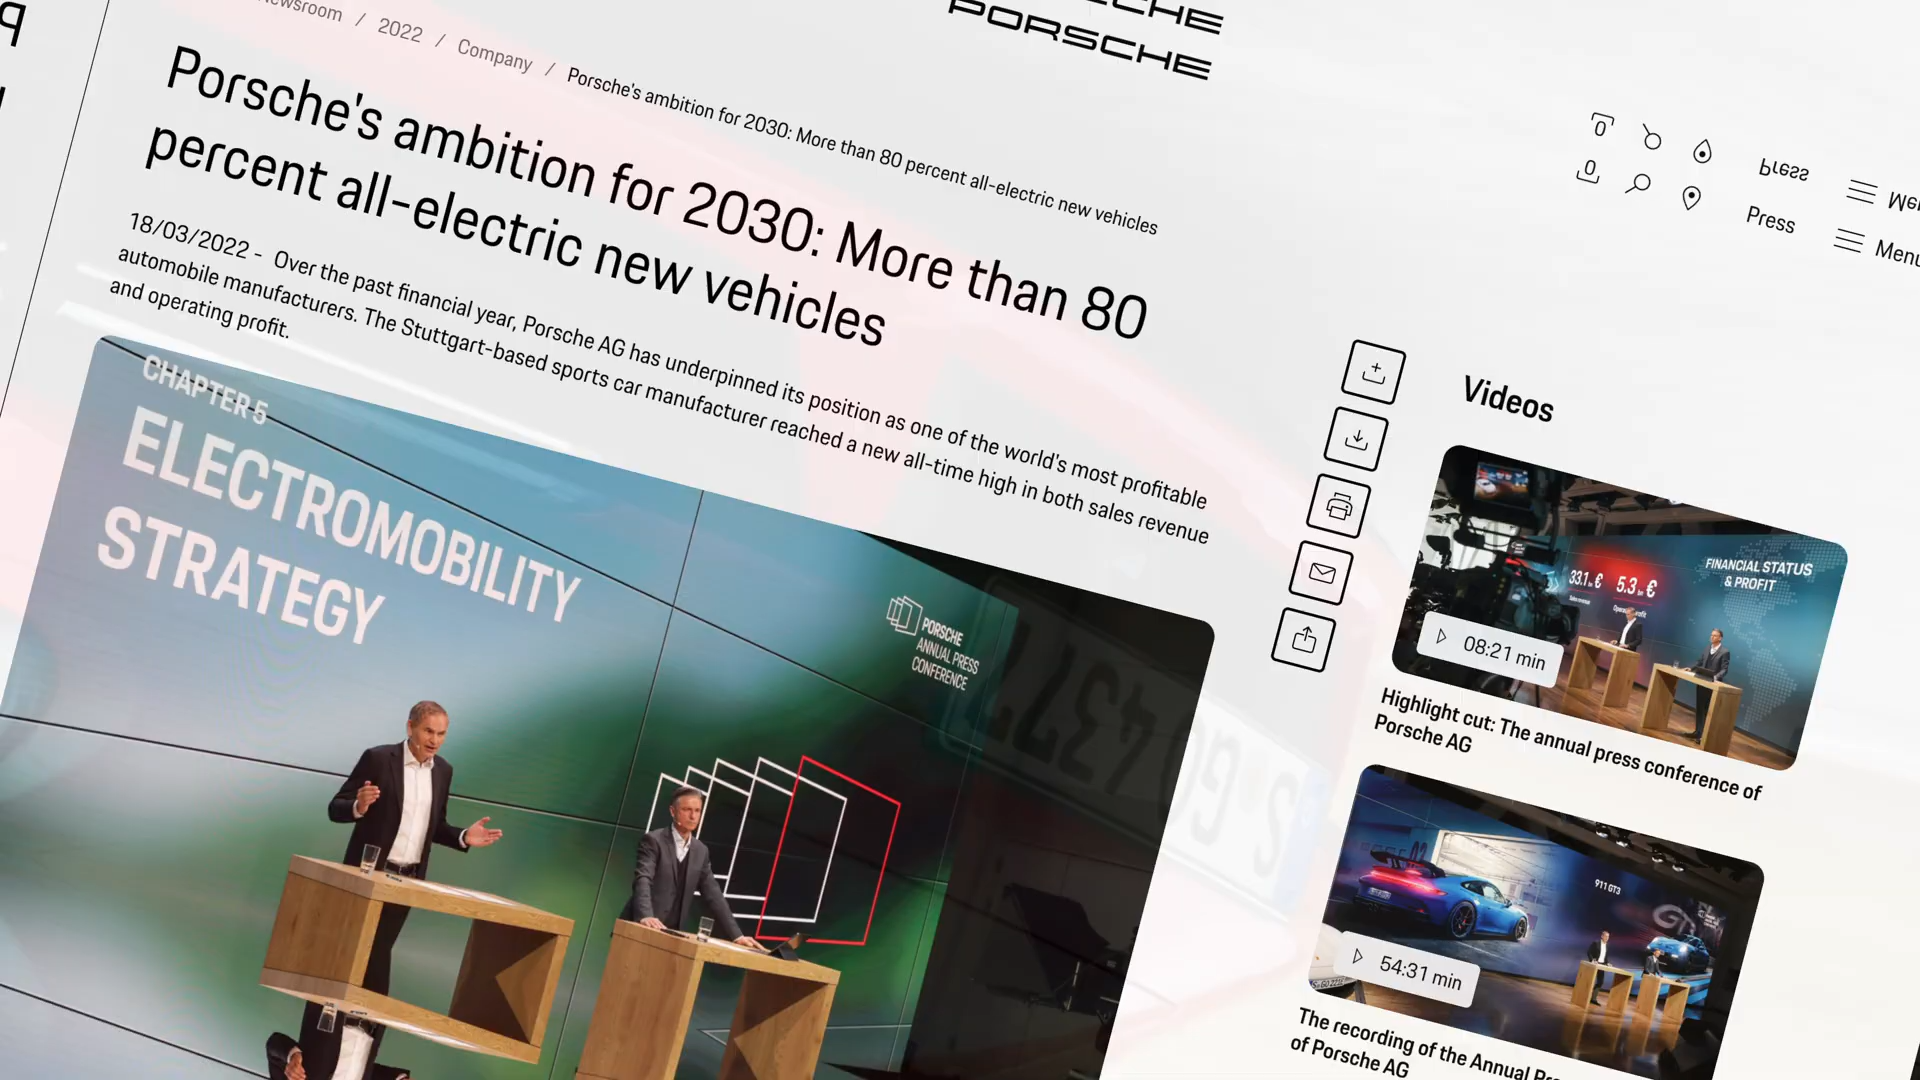 PORSCHE
Newsroom / 2022 / Company / Porsche's ambition for 2030: More than 80 percent all-electric new vehicles
Press
Menu
Porsche's ambition for 2030: More than 80
percent all-electric new vehicles
18/03/2022 - Over the past financial year, Porsche AG has underpinned its position as one of the world's most profitable
automobile manufacturers. The Stuttgart-based sports car manufacturer reached a new all-time high in both sales revenue
and operating profit.
CHAPTER 5
ELECTROMOBILITY
STRATEGY
PORSCHE
ANNUAL PRESS
CONFERENCE
S GO 437
Videos
FINANCIAL STATUS
& PROFIT
33.1 bn € 5.3 bn €
Sales revenue
08:21 min
Highlight cut: The annual press conference of
Porsche AG
911 GT3
54:31 min
The recording of the Annual
of Porsche AG